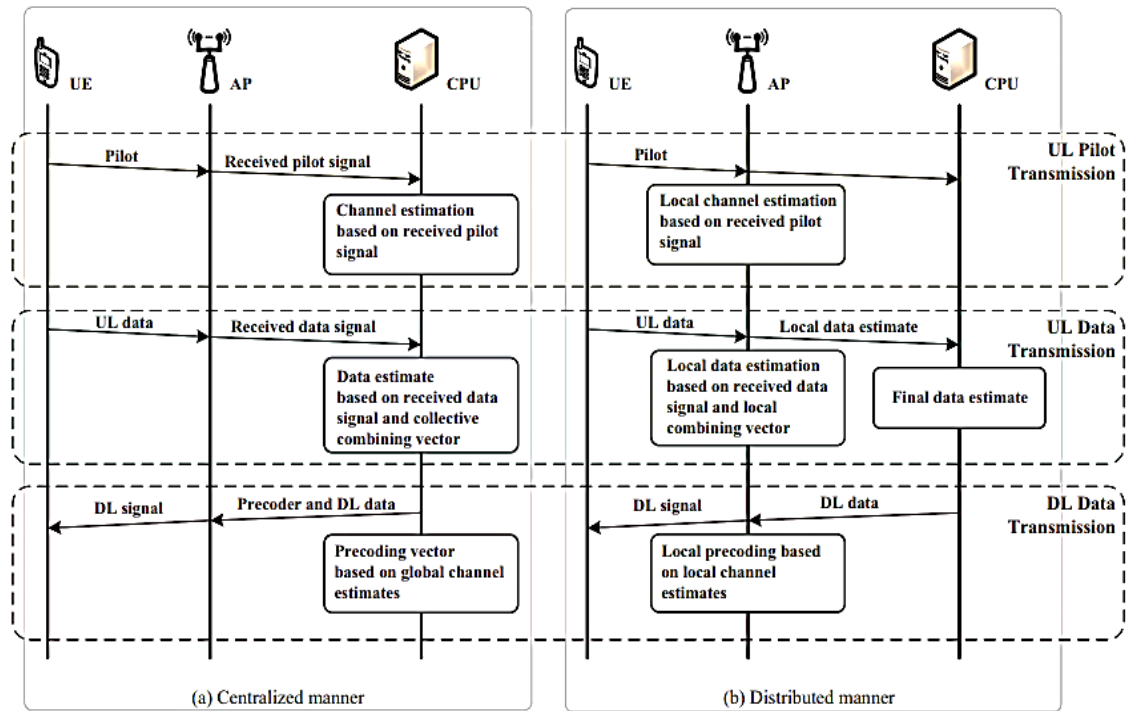 UE
AP
CPU
UE
AP
CPU
Pilot
Received pilot signal
Pilot
UL Pilot
Transmission
Channel estimation
based on received pilot
signal
Local channel estimation
based on received pilot
signal
UL data
Received data signal
UL data
Local data estimate
UL Data
Transmission
Data estimate
based on received data
signal and collective
combining vector
Local data estimation
based on received data
signal and local
combining vector
Final data estimate
DL signal
Precoder and DL data
DL signal
DL data
DL Data
Transmission
Precoding vector
based on global channel
estimates
Local precoding based
on local channel
estimates
(a) Centralized manner
(b) Distributed manner